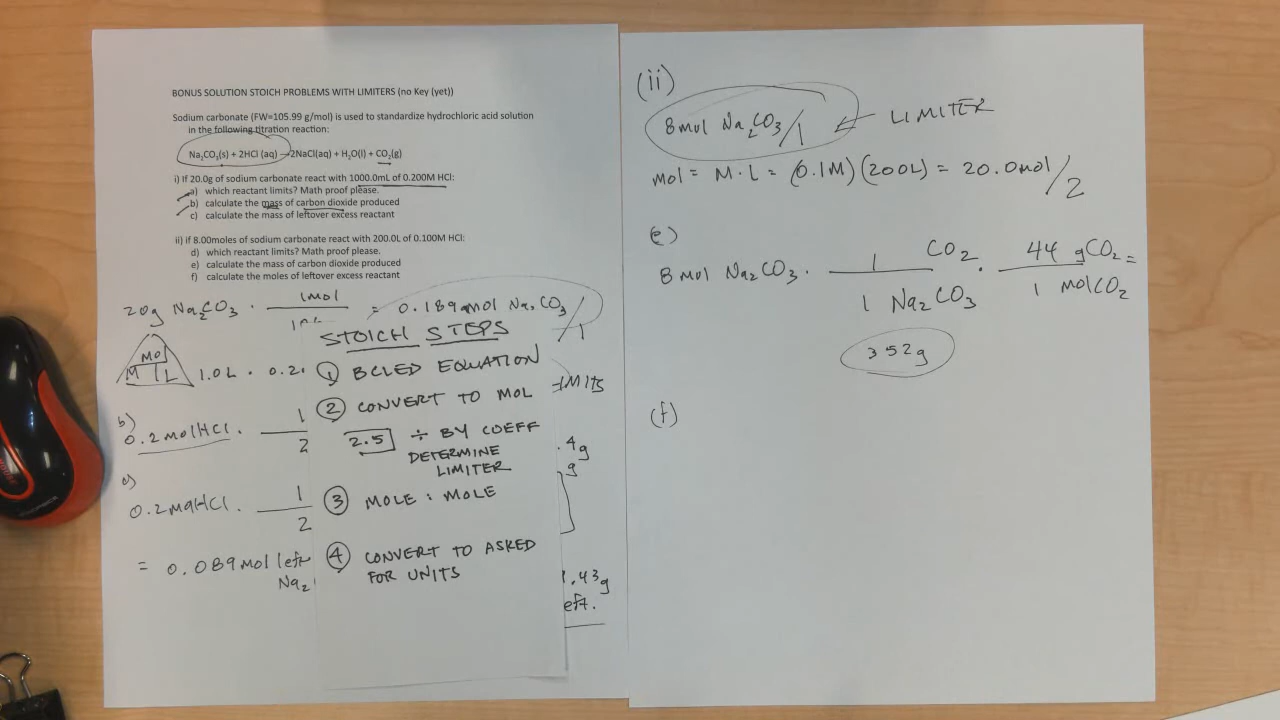 BONUS SOLUTION STOICH PROBLEMS WITH LIMITERS (no Key (yet))
Sodium carbonate (FW=105.99 g/mol) is used to standardize hydrochloric acid solution
in the following titration reaction:
Na₂CO₃(s) + 2HCl (aq) → 2NaCl(aq) + H₂O(l) + CO₂(g)
i) If 20.0g of sodium carbonate react with 1000.0mL of 0.200M HCl:
a) which reactant limits? Math proof please.
b) calculate the mass of carbon dioxide produced
c) calculate the mass of leftover excess reactant
ii) if 8.00moles of sodium carbonate react with 200.0L of 0.100M HCl:
d) which reactant limits? Math proof please.
e) calculate the mass of carbon dioxide produced
f) calculate the moles of leftover excess reactant
20g Na₂CO₃ · 1mol = 0.189mol Na₂CO₃/1
mol
M L 1.0L · 0.2
b)
0.2molHCl · 1
2
c)
0.2molHCl · 1
2
= 0.089mol left
Na₂
STOICH STEPS
① BCLED EQUATION
② CONVERT TO MOL
2.5 ÷ BY COEFF
DETERMINE
LIMITER
③ MOLE : MOLE
④ CONVERT TO ASKED
FOR UNITS
LIMITS
.4g
g
.43g
eft.
(ii)
8mol Na₂CO₃/1 ← LIMITER
mol = M·L = (0.1M)(200L) = 20.0mol/2
e)
8mol Na₂CO₃ · 1 CO₂ · 44 gCO₂ =
1 Na₂CO₃ 1 molCO₂
352g
(f)